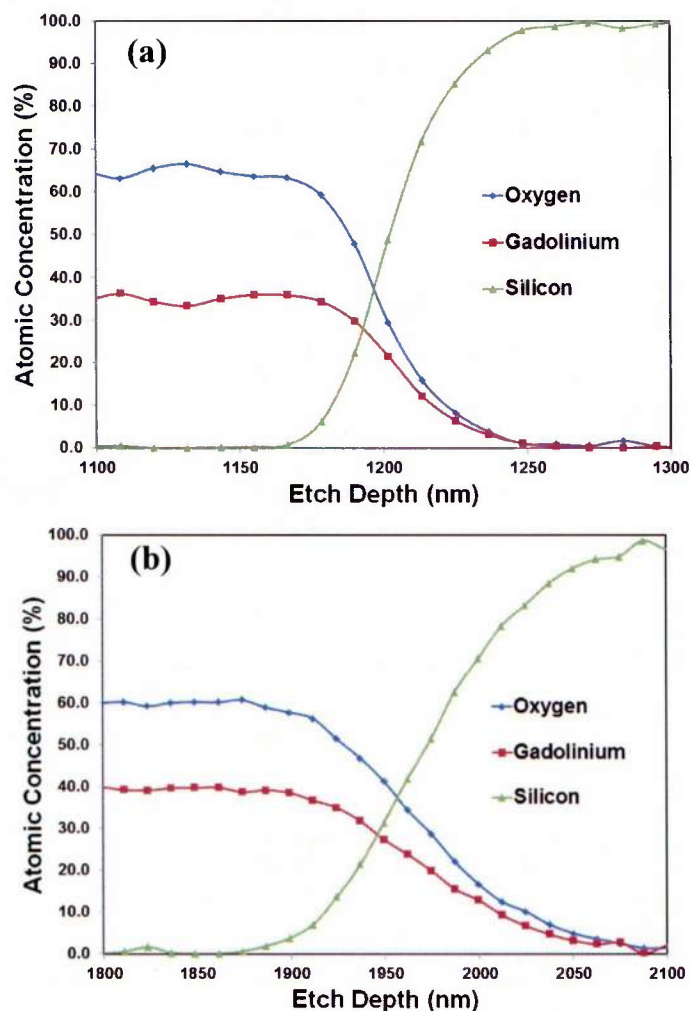 (a)
Atomic Concentration (%)
100.0
90.0
80.0
70.0
60.0
50.0
40.0
30.0
20.0
10.0
0.0
Oxygen
Gadolinium
Silicon
1100 1150 1200 1250 1300
Etch Depth (nm)
(b)
Atomic Concentration (%)
100.0
90.0
80.0
70.0
60.0
50.0
40.0
30.0
20.0
10.0
0.0
Oxygen
Gadolinium
Silicon
1800 1850 1900 1950 2000 2050 2100
Etch Depth (nm)